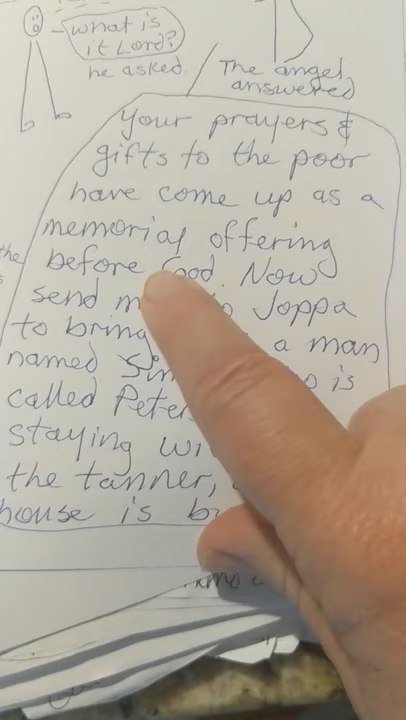 what is
it Lord?
he asked.
The angel
answered
Your prayers &
gifts to the poor
have come up as a
memorial offering
before God. Now
send Joppa
to bring a man
named is
called Peter
staying
the tanner,
house is
the